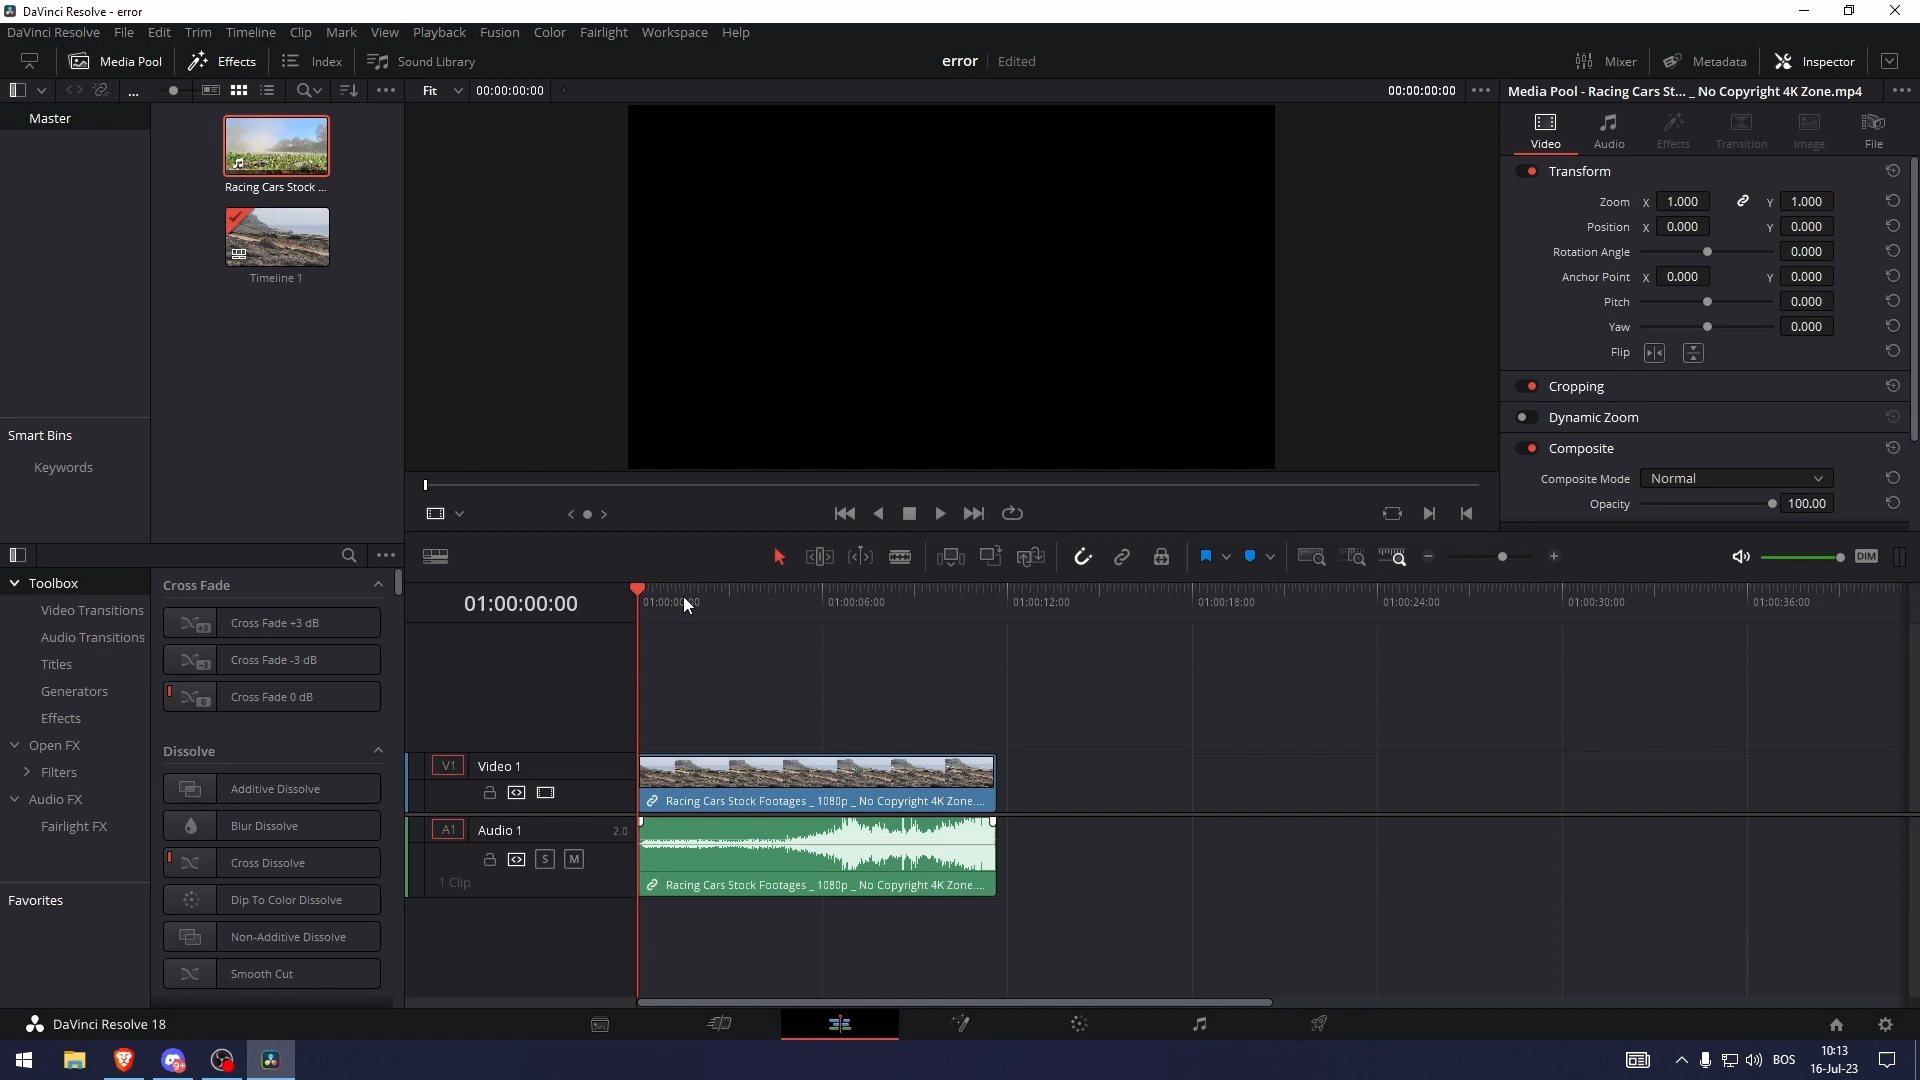 DaVinci Resolve - error
DaVinci Resolve File Edit Trim Timeline Clip Mark View Playback Fusion Color Fairlight Workspace Help
Media Pool Effects Index Sound Library error Edited Mixer Metadata Inspector
... Fit 00:00:00:00 00:00:00:00 Media Pool - Racing Cars St... _ No Copyright 4K Zone.mp4
Master
Racing Cars Stock ...
Timeline 1
Smart Bins
Keywords
Video Audio Effects Transition Image File
Transform
Zoom X 1.000 Y 1.000
Position X 0.000 Y 0.000
Rotation Angle 0.000
Anchor Point X 0.000 Y 0.000
Pitch 0.000
Yaw 0.000
Flip
Cropping
Dynamic Zoom
Composite
Composite Mode Normal
Opacity 100.00
DIM
Toolbox
Video Transitions
Audio Transitions
Titles
Generators
Effects
Open FX
Filters
Audio FX
Fairlight FX
Favorites
Cross Fade
+3 Cross Fade +3 dB
-3 Cross Fade -3 dB
0 Cross Fade 0 dB
Dissolve
Additive Dissolve
Blur Dissolve
Cross Dissolve
Dip To Color Dissolve
Non-Additive Dissolve
Smooth Cut
01:00:00:00 01:00:06:00 01:00:12:00 01:00:18:00 01:00:24:00 01:00:30:00 01:00:36:00
V1 Video 1
Racing Cars Stock Footages _ 1080p _ No Copyright 4K Zone....
A1 Audio 1 2.0
S M
1 Clip
Racing Cars Stock Footages _ 1080p _ No Copyright 4K Zone....
DaVinci Resolve 18
9+
BOS
10:13
16-Jul-23